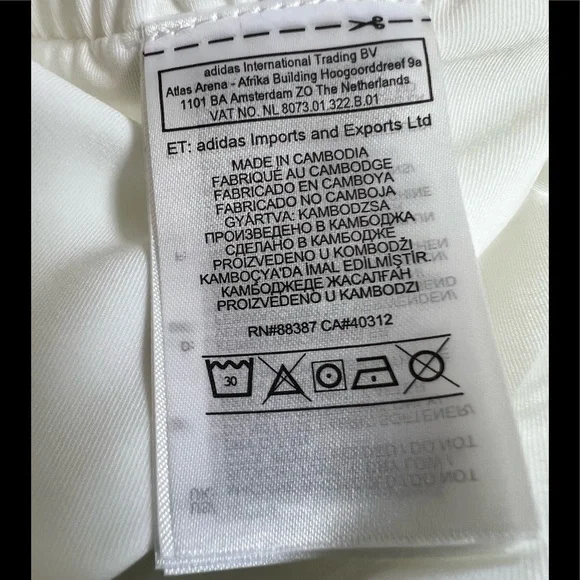 adidas International Trading BV
Atlas Arena - Afrika Building Hoogoorddreef 9a
1101 BA Amsterdam ZO The Netherlands
VAT NO. NL 8073.01.322.B.01
ET: adidas Imports and Exports Ltd
MADE IN CAMBODIA
FABRIQUÉ AU CAMBODGE
FABRICADO EN CAMBOYA
FABRICADO NO CAMBOJA
GYÁRTVA: KAMBODZSA
ПРОИЗВЕДЕНО В КАМБОДЖА
СДЕЛАНО В КАМБОДЖЕ
PROIZVEDENO U KOMBODŽI
KAMBOÇYA'DA İMAL EDİLMİŞTİR.
КАМБОДЖЕДЕ ЖАСАЛҒАН
PROIZVEDENO U KAMBODZI
RN#88387 CA#40312
30